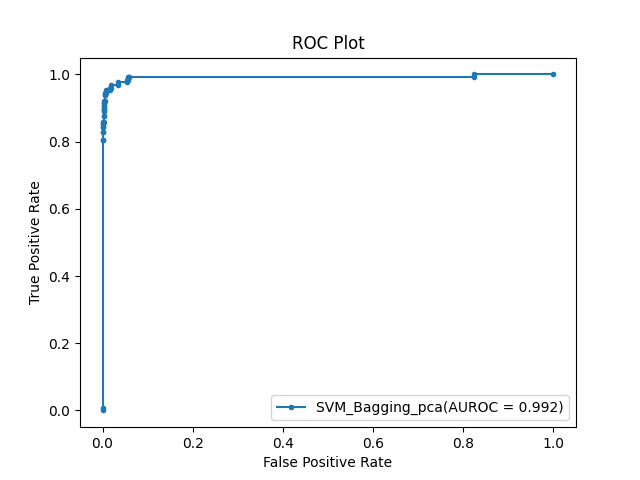 ROC Plot
1.0
0.8
0.6
0.4
0.2
0.0
True Positive Rate
SVM_Bagging_pca(AUROC = 0.992)
0.0 0.2 0.4 0.6 0.8 1.0
False Positive Rate